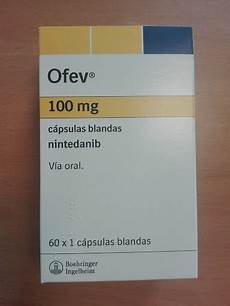 Ofev®
100 mg
cápsulas blandas
nintedanib
Vía oral.
60 x 1 cápsulas blandas
Boehringer
Ingelheim